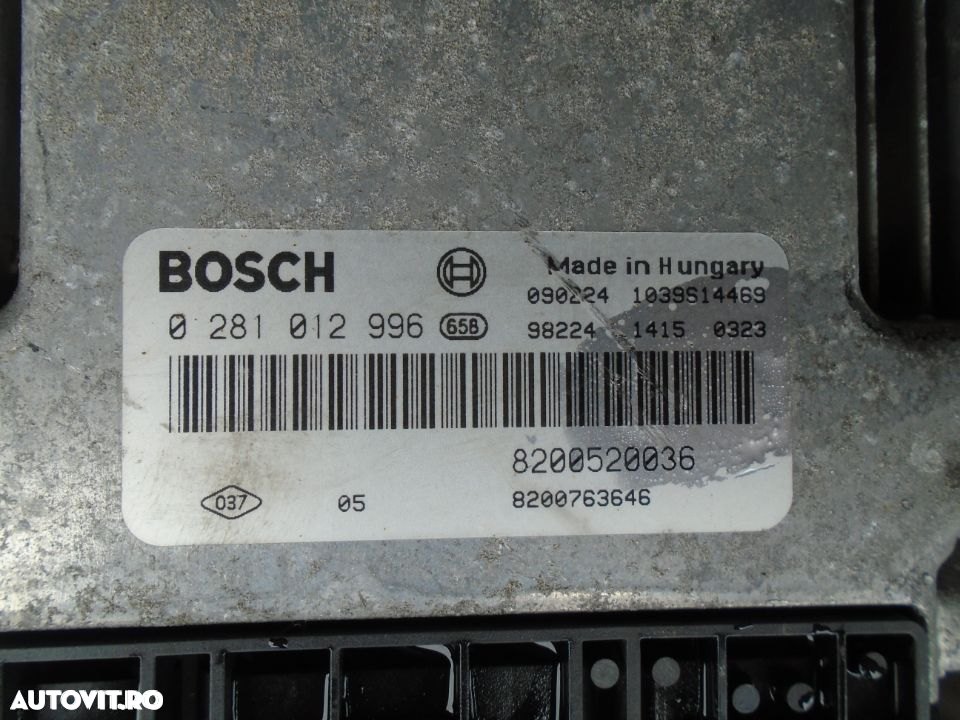 BOSCH
Made in Hungary
090224 1039S14469
0 281 012 996 658
98224 1415 0323
8200520036
037 05 8200763646
AUTOVIT.RO